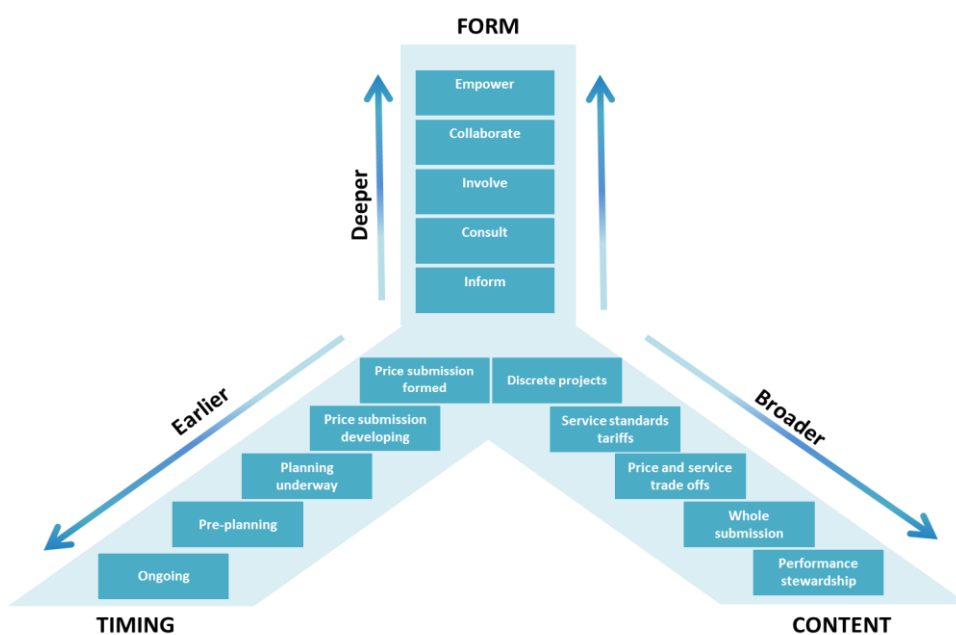 FORM
Empower
Collaborate
Involve
Consult
Inform
Deeper
Earlier
Broader
Price submission
formed
Price submission
developing
Planning
underway
Pre-planning
Ongoing
Discrete projects
Service standards
tariffs
Price and service
trade offs
Whole
submission
Performance
stewardship
TIMING
CONTENT